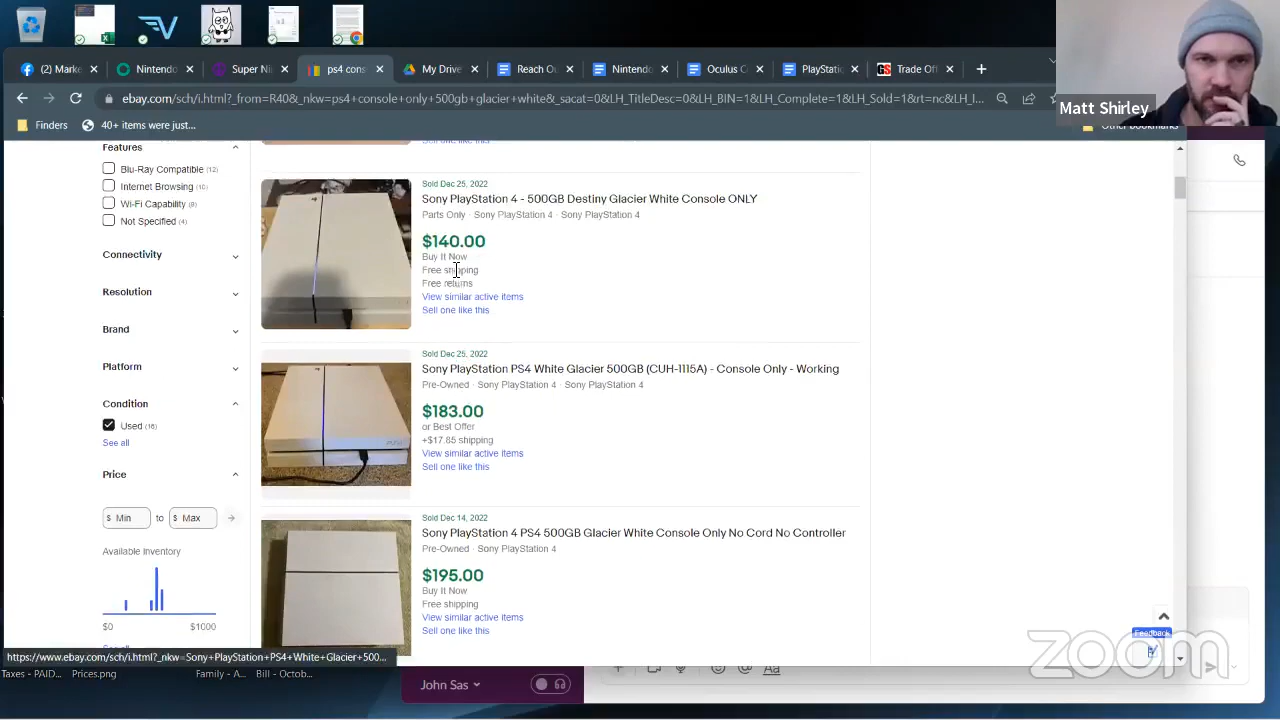 (2) Marke
Nintendo
Super Ni
ps4 con
My Drive
Reach Ou
Nintendo
Oculus C
PlayStatio
Trade Off
Matt Shirley
ebay.com/sch/i.html?_from=R40&_nkw=ps4+console+only+500gb+glacier+white&_sacat=0&LH_TitleDesc=0&LH_BIN=1&LH_Complete=1&LH_Sold=1&rt=nc&LH_I...
Finders
40+ items were just...
Other bookmarks
Features
Blu-Ray Compatible (12)
Internet Browsing (10)
Wi-Fi Capability (8)
Not Specified (4)
Connectivity
Resolution
Brand
Platform
Condition
Used (16)
See all
Price
$ Min to $ Max
Available inventory
$0 $1000
Sell one like this
Sold Dec 25, 2022
Sony PlayStation 4 - 500GB Destiny Glacier White Console ONLY
Parts Only · Sony PlayStation 4 · Sony PlayStation 4
$140.00
Buy It Now
Free shipping
Free returns
View similar active items
Sell one like this
Sold Dec 25, 2022
Sony PlayStation PS4 White Glacier 500GB (CUH-1115A) - Console Only - Working
Pre-Owned · Sony PlayStation 4 · Sony PlayStation 4
$183.00
or Best Offer
+$17.85 shipping
View similar active items
Sell one like this
Sold Dec 14, 2022
Sony PlayStation 4 PS4 500GB Glacier White Console Only No Cord No Controller
Pre-Owned · Sony PlayStation 4
$195.00
Buy It Now
Free shipping
View similar active items
Sell one like this
Feedback
zoom
https://www.ebay.com/sch/i.html?_nkw=Sony+PlayStation+PS4+White+Glacier+500...
Taxes - PAID...
Prices.png
Family - A...
Bill - Octob...
John Sas
Aa